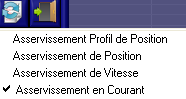 Asservissement Profil de Position
Asservissement de Position
Asservissement de Vitesse
Asservissement en Courant